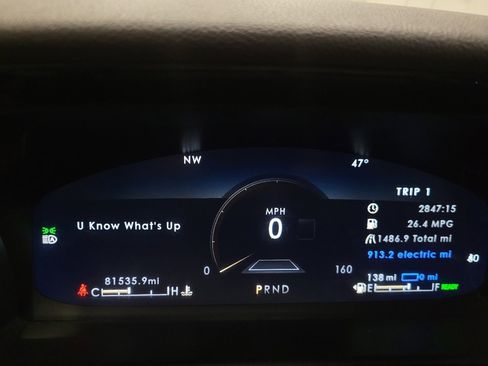 NW 47°
TRIP 1
2847:15
26.4 MPG
1486.9 Total mi
913.2 electric mi
U Know What's Up
MPH
0
0 160
81535.9mi
138 mi 0 mi
C H
PRND
E F READY